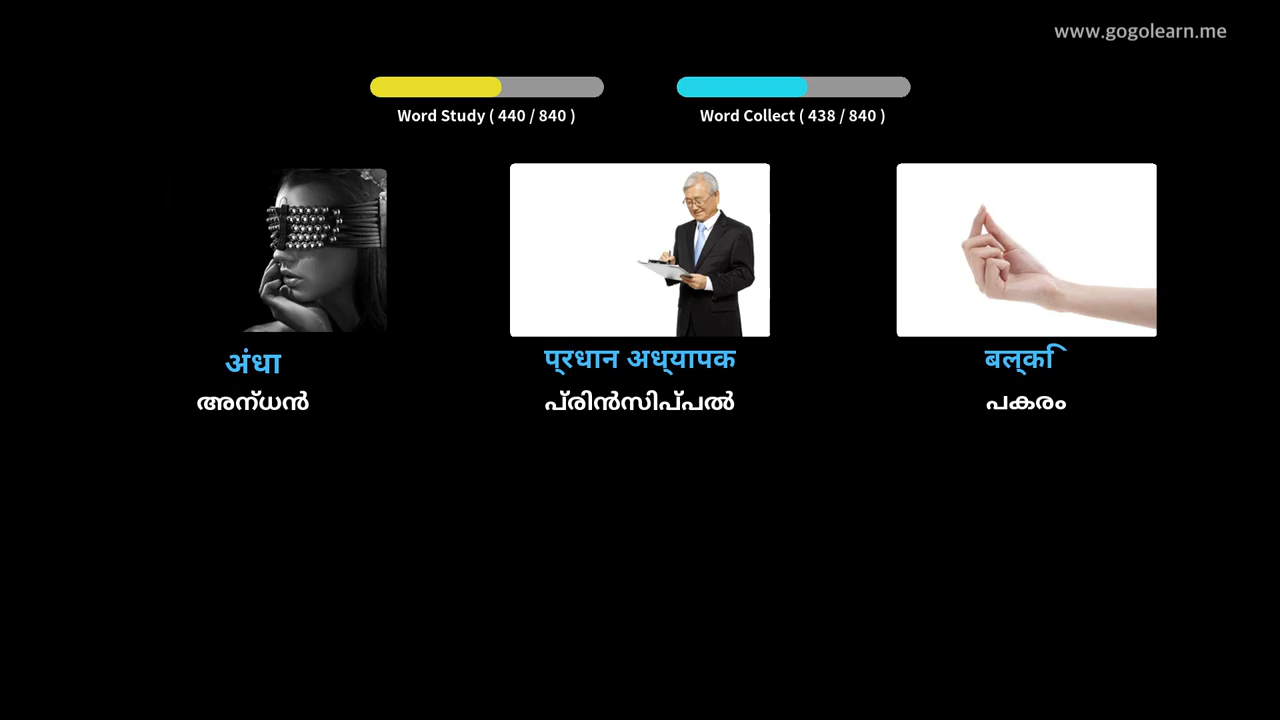 www.gogolearn.me
Word Study ( 440 / 840 )
Word Collect ( 438 / 840 )
अंधा
प्रधान अध्यापक
बल्कि
അന്ധൻ
പ്രിൻസിപ്പൽ
പകരം